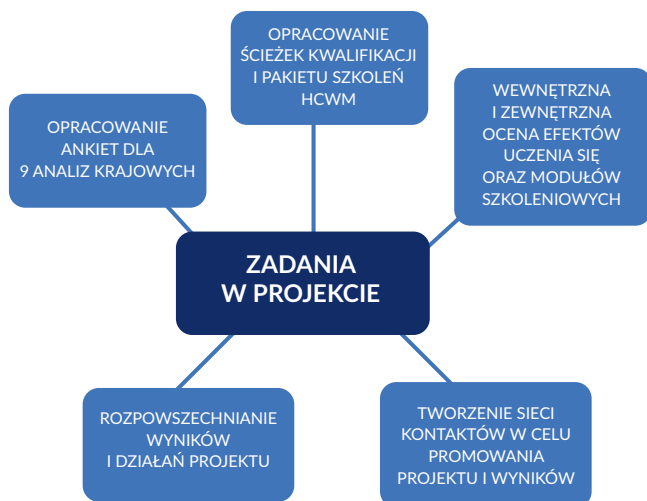 OPRACOWANIE
ŚCIEŻEK KWALIFIKACJI
I PAKIETU SZKOLEŃ
HCWM
OPRACOWANIE
ANKIET DLA
9 ANALIZ KRAJOWYCH
WEWNĘTRZNA
I ZEWNĘTRZNA
OCENA EFEKTÓW
UCZENIA SIĘ
ORAZ MODUŁÓW
SZKOLENIOWYCH
ZADANIA
W PROJEKCIE
ROZPOWSZECHNIANIE
WYNIKÓW
I DZIAŁAŃ PROJEKTU
TWORZENIE SIECI
KONTAKTÓW W CELU
PROMOWANIA
PROJEKTU I WYNIKÓW